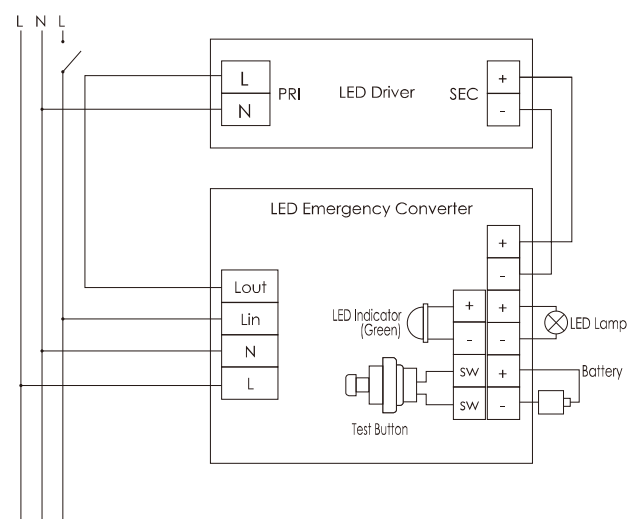 L N L
L
N
PRI
LED Driver
SEC
+
-
LED Emergency Converter
+
-
Lout
Lin
N
L
LED Indicator
(Green)
+
-
+
-
LED Lamp
SW
SW
+
-
Battery
Test Button